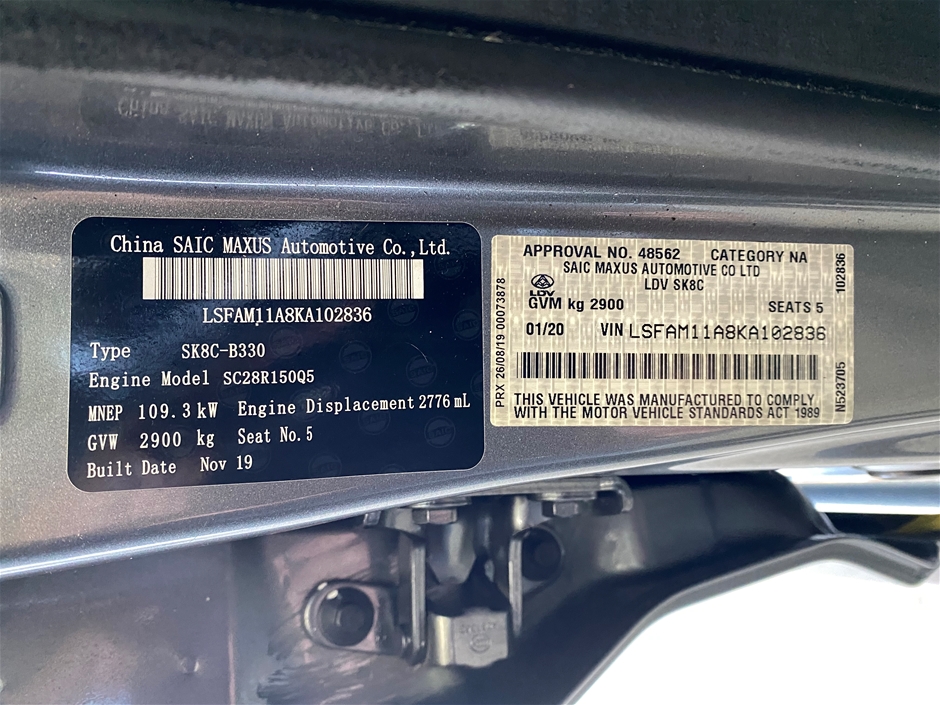 China SAIC MAXUS Automotive Co.,Ltd.
LSFAM11A8KA102836
Type SK8C-B330
Engine Model SC28R150Q5
MNEP 109.3 kW Engine Displacement 2776 mL
GVW 2900 kg Seat No. 5
Built Date Nov 19
APPROVAL NO. 48562 CATEGORY NA
SAIC MAXUS AUTOMOTIVE CO LTD
LDV SK8C
LDV
GVM kg 2900 SEATS 5
01/20 VIN LSFAM11A8KA102836
THIS VEHICLE WAS MANUFACTURED TO COMPLY
WITH THE MOTOR VEHICLE STANDARDS ACT 1989
PRX 26/08/19 00073878
N523705 102836